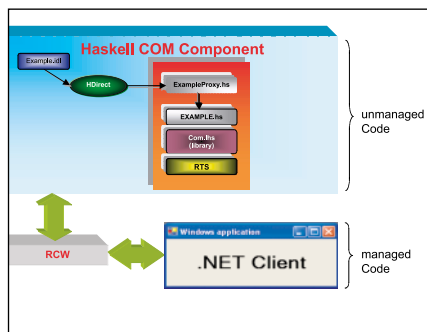 Haskell COM Component
Example.idl
HDirect
ExampleProxy.hs
EXAMPLE.hs
Com.lhs
(library)
RTS
unmanaged
Code
RCW
Windows application
.NET Client
managed
Code